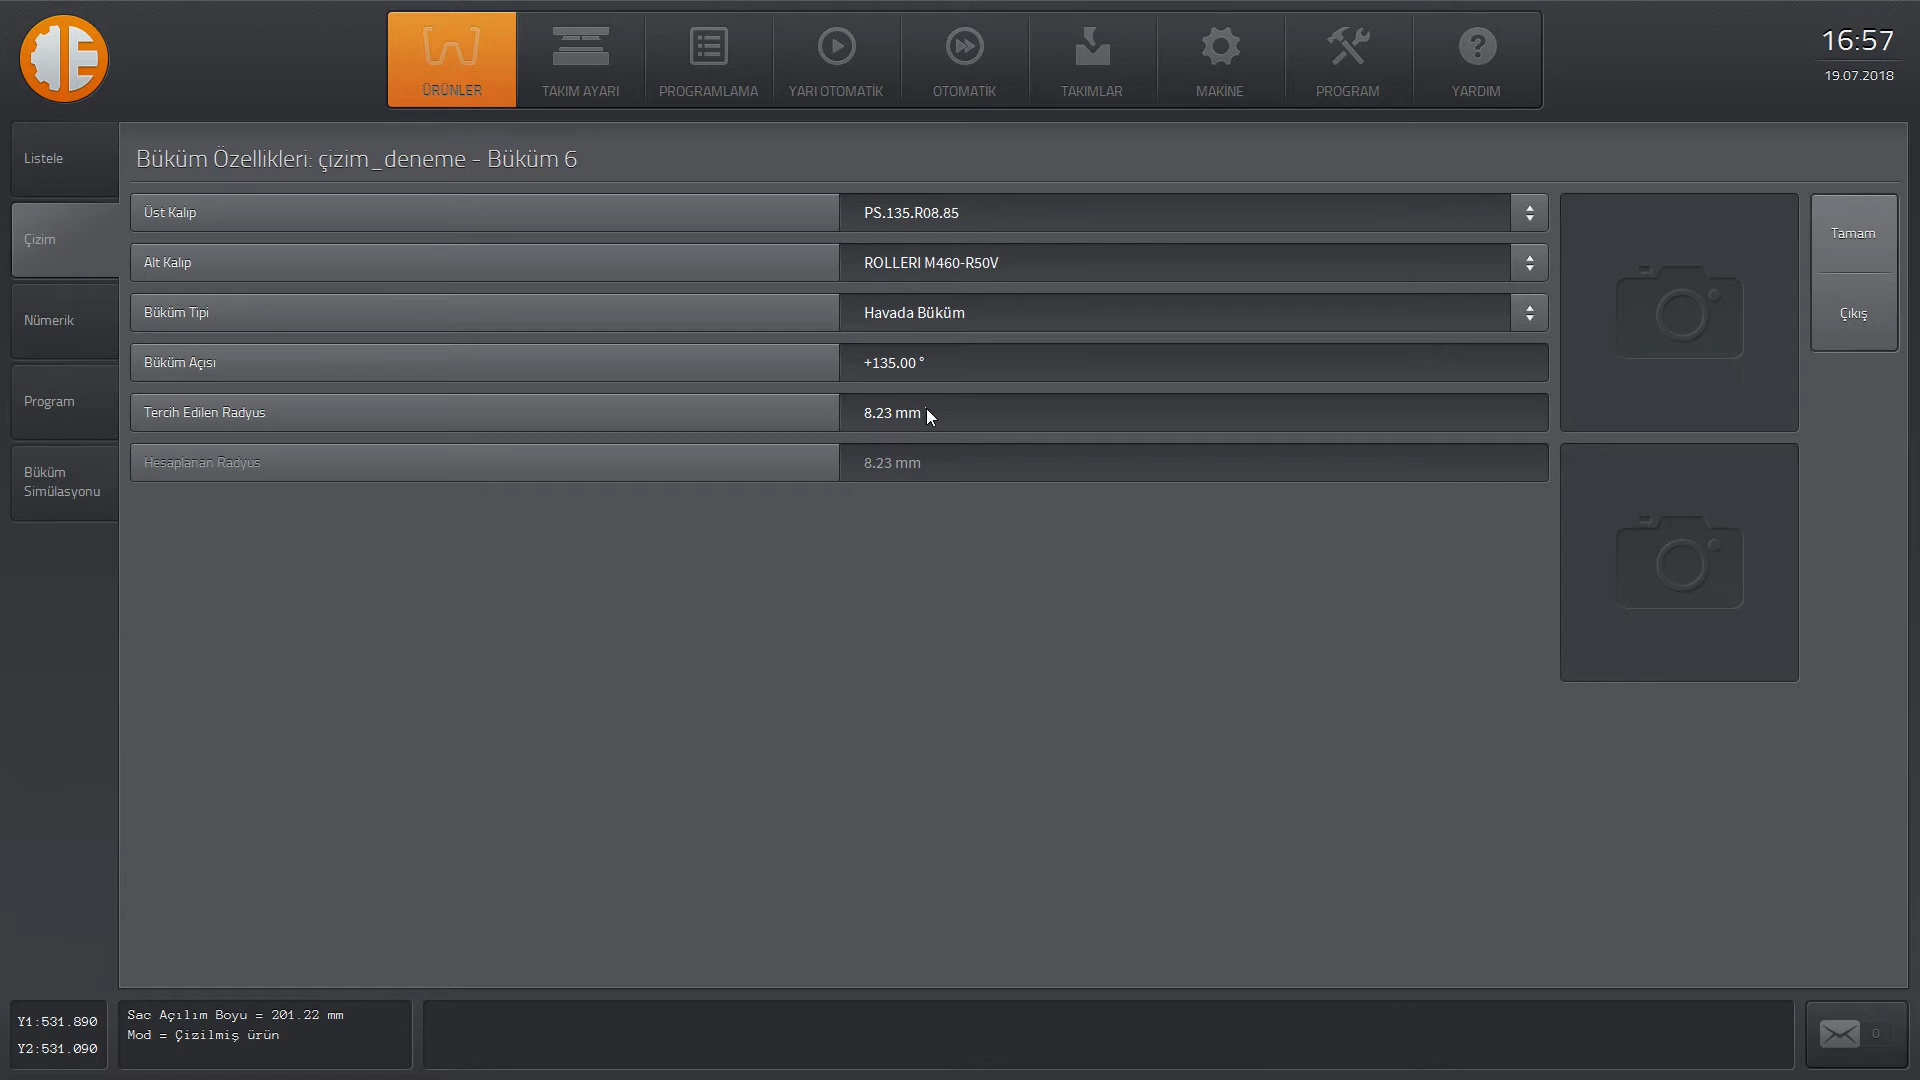 ÜRÜNLER
TAKIM AYARI
PROGRAMLAMA
YARI OTOMATİK
OTOMATİK
TAKIMLAR
MAKİNE
PROGRAM
YARDIM
16:57
19.07.2018
Listele
Çizim
Nümerik
Program
Büküm
Simülasyonu
Büküm Özellikleri: çizim_deneme - Büküm 6
Üst Kalıp
PS.135.R08.85
Alt Kalıp
ROLLERI M460-R50V
Büküm Tipi
Havada Büküm
Büküm Açısı
+135.00 °
Tercih Edilen Radyus
8.23 mm
Hesaplanan Radyus
8.23 mm
Tamam
Çıkış
Y1:531.890
Y2:531.090
Sac Açılım Boyu = 201.22 mm
Mod = Çizilmiş ürün
0